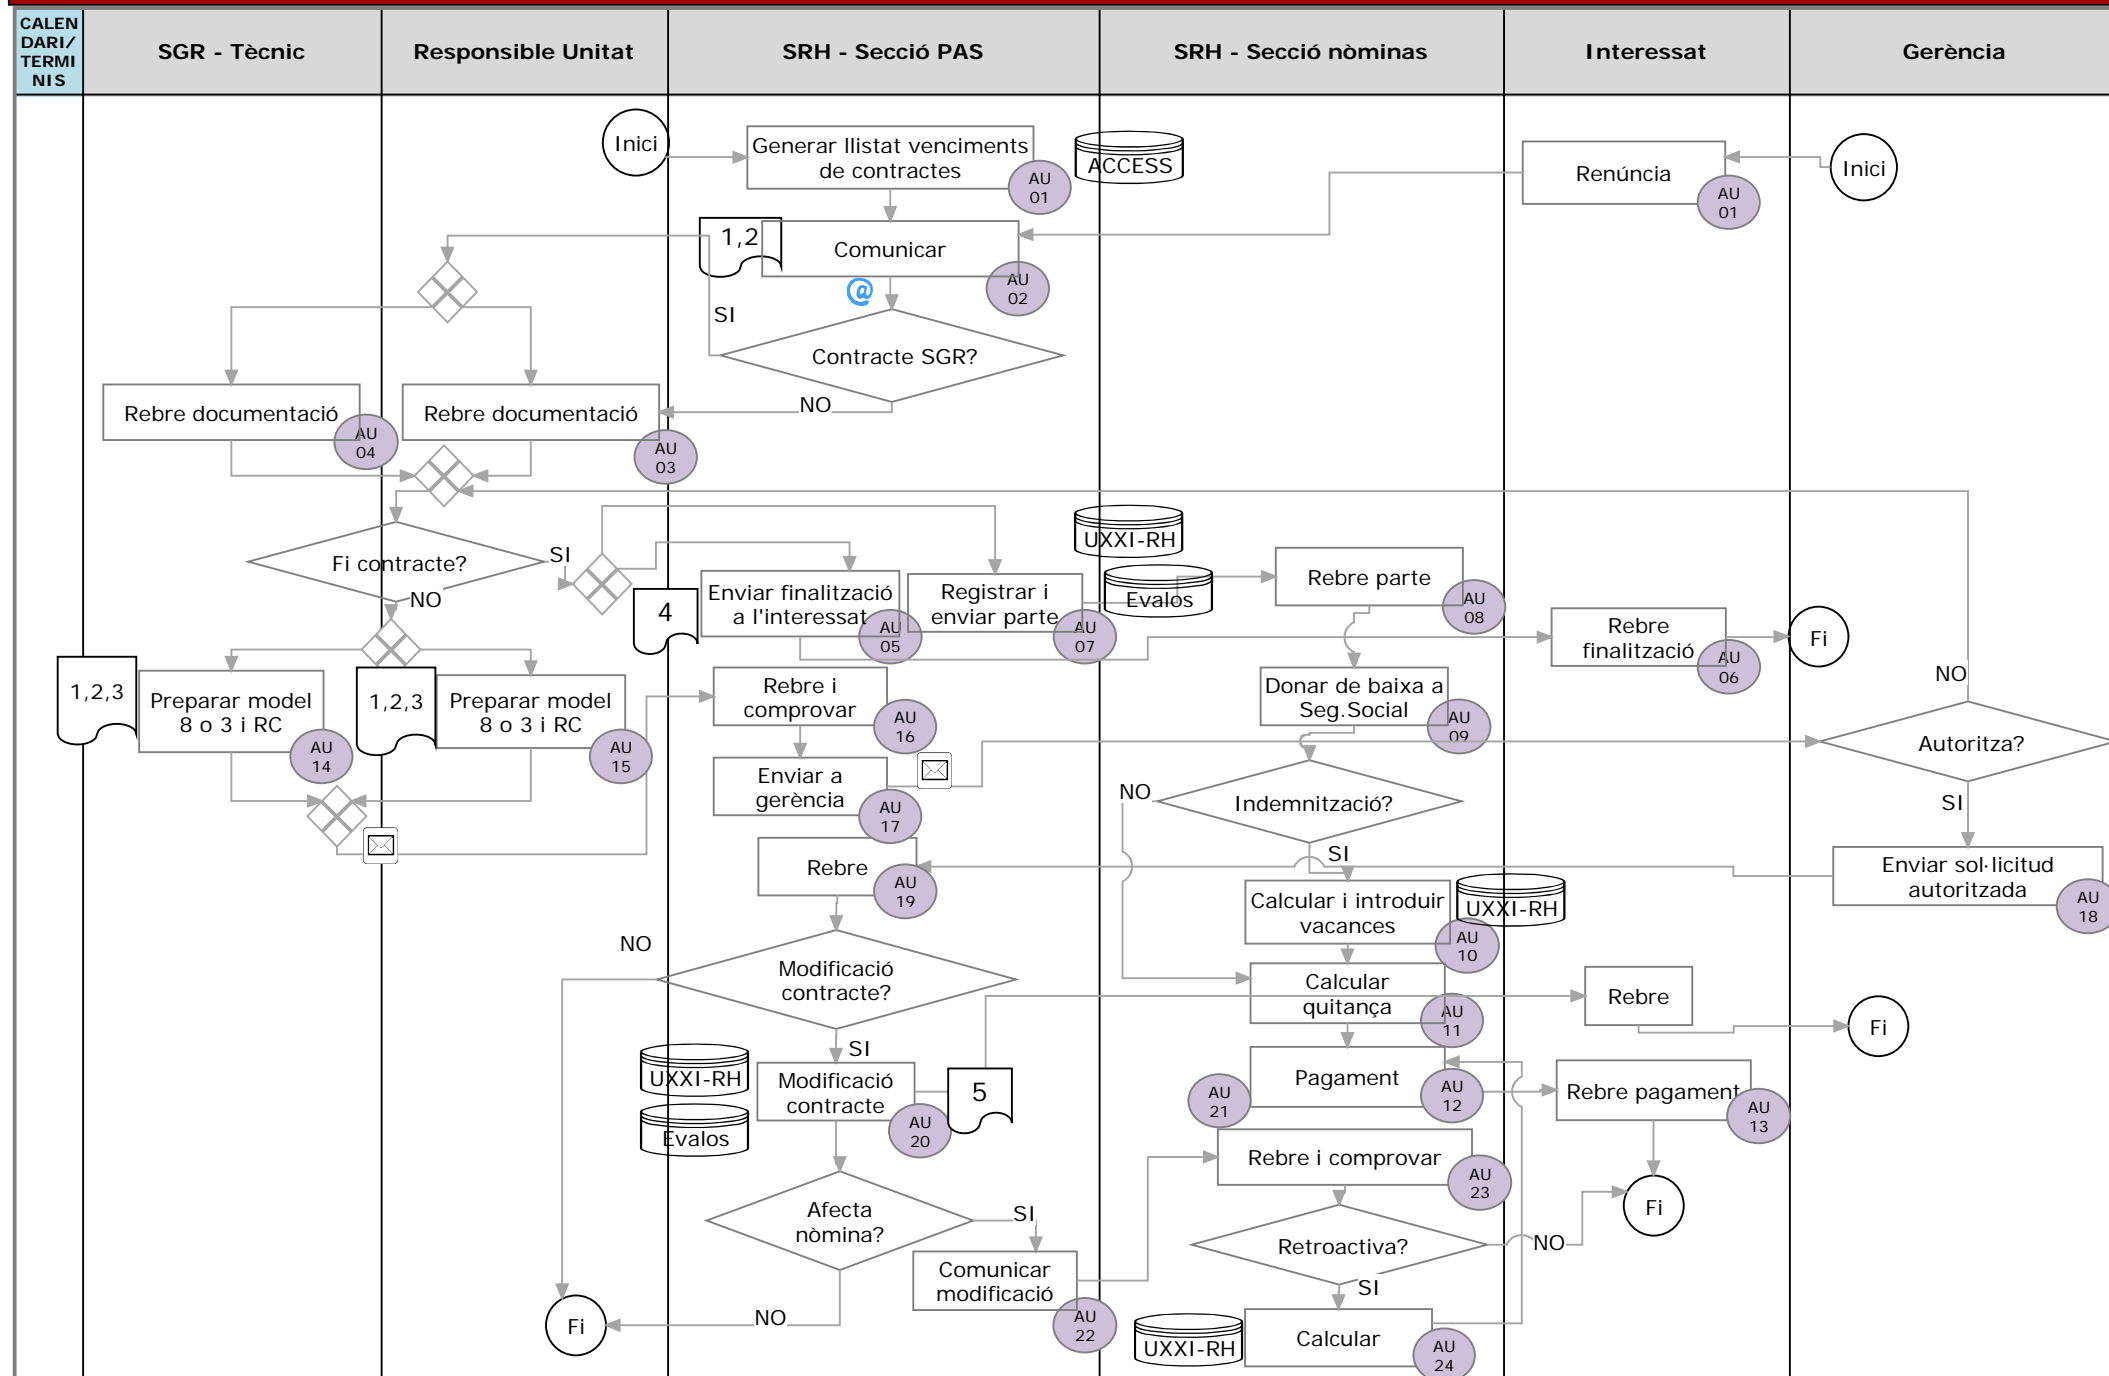 CALEN
DARI/
TERMI
NIS
SGR - Tècnic
Responsible Unitat
SRH - Secció PAS
SRH - Secció nòminas
Interessat
Gerència
Inici
Generar llistat venciments
de contractes
AU
01
ACCESS
Renúncia
AU
01
Inici
1,2
Comunicar
AU
02
@
SI
Contracte SGR?
NO
Rebre documentació
AU
04
Rebre documentació
AU
03
Fi contracte?
SI
NO
4
Enviar finalització
a l'interessat
AU
05
Registrar i
enviar parte
AU
07
UXXI-RH
Evalos
Rebre parte
AU
08
Rebre
finalització
AU
06
Fi
NO
1,2,3
Preparar model
8 o 3 i RC
AU
14
1,2,3
Preparar model
8 o 3 i RC
AU
15
Rebre i
comprovar
AU
16
Donar de baixa a
Seg.Social
AU
09
Autoritza?
SI
Enviar a
gerència
AU
17
NO
Indemnització?
SI
Rebre
AU
19
Enviar sol·licitud
autoritzada
AU
18
Calcular i introduir
vacances
AU
10
UXXI-RH
NO
Modificació
contracte?
SI
Calcular
quitança
AU
11
Rebre
Fi
UXXI-RH
Evalos
Modificació
contracte
AU
20
5
AU
21
Pagament
AU
12
Rebre pagament
AU
13
Rebre i comprovar
AU
23
Afecta
nòmina?
SI
NO
Comunicar
modificació
AU
22
Retroactiva?
NO
SI
Fi
Fi
UXXI-RH
Calcular
AU
24